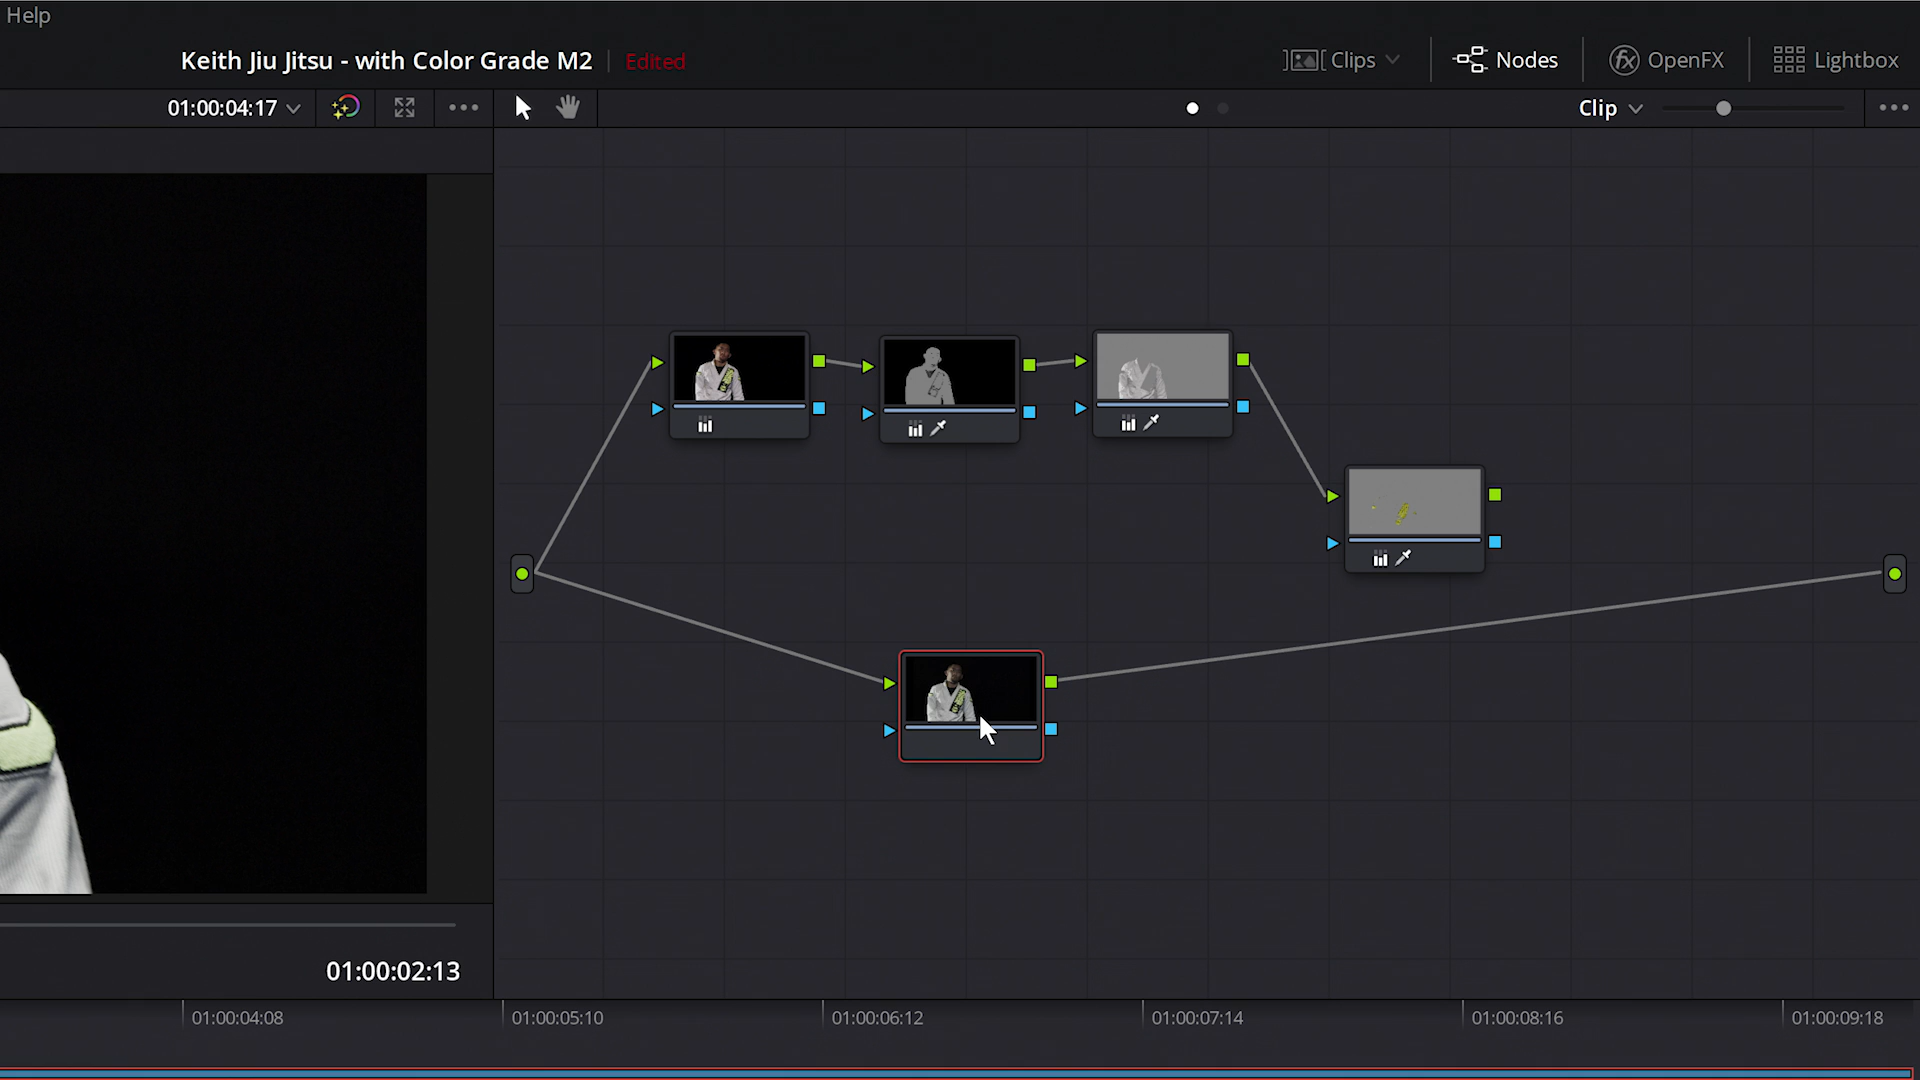 Help
Keith Jiu Jitsu - with Color Grade M2
Edited
Clips
Nodes
OpenFX
Lightbox
01:00:04:17
Clip
01:00:02:13
01:00:04:08
01:00:05:10
01:00:06:12
01:00:07:14
01:00:08:16
01:00:09:18